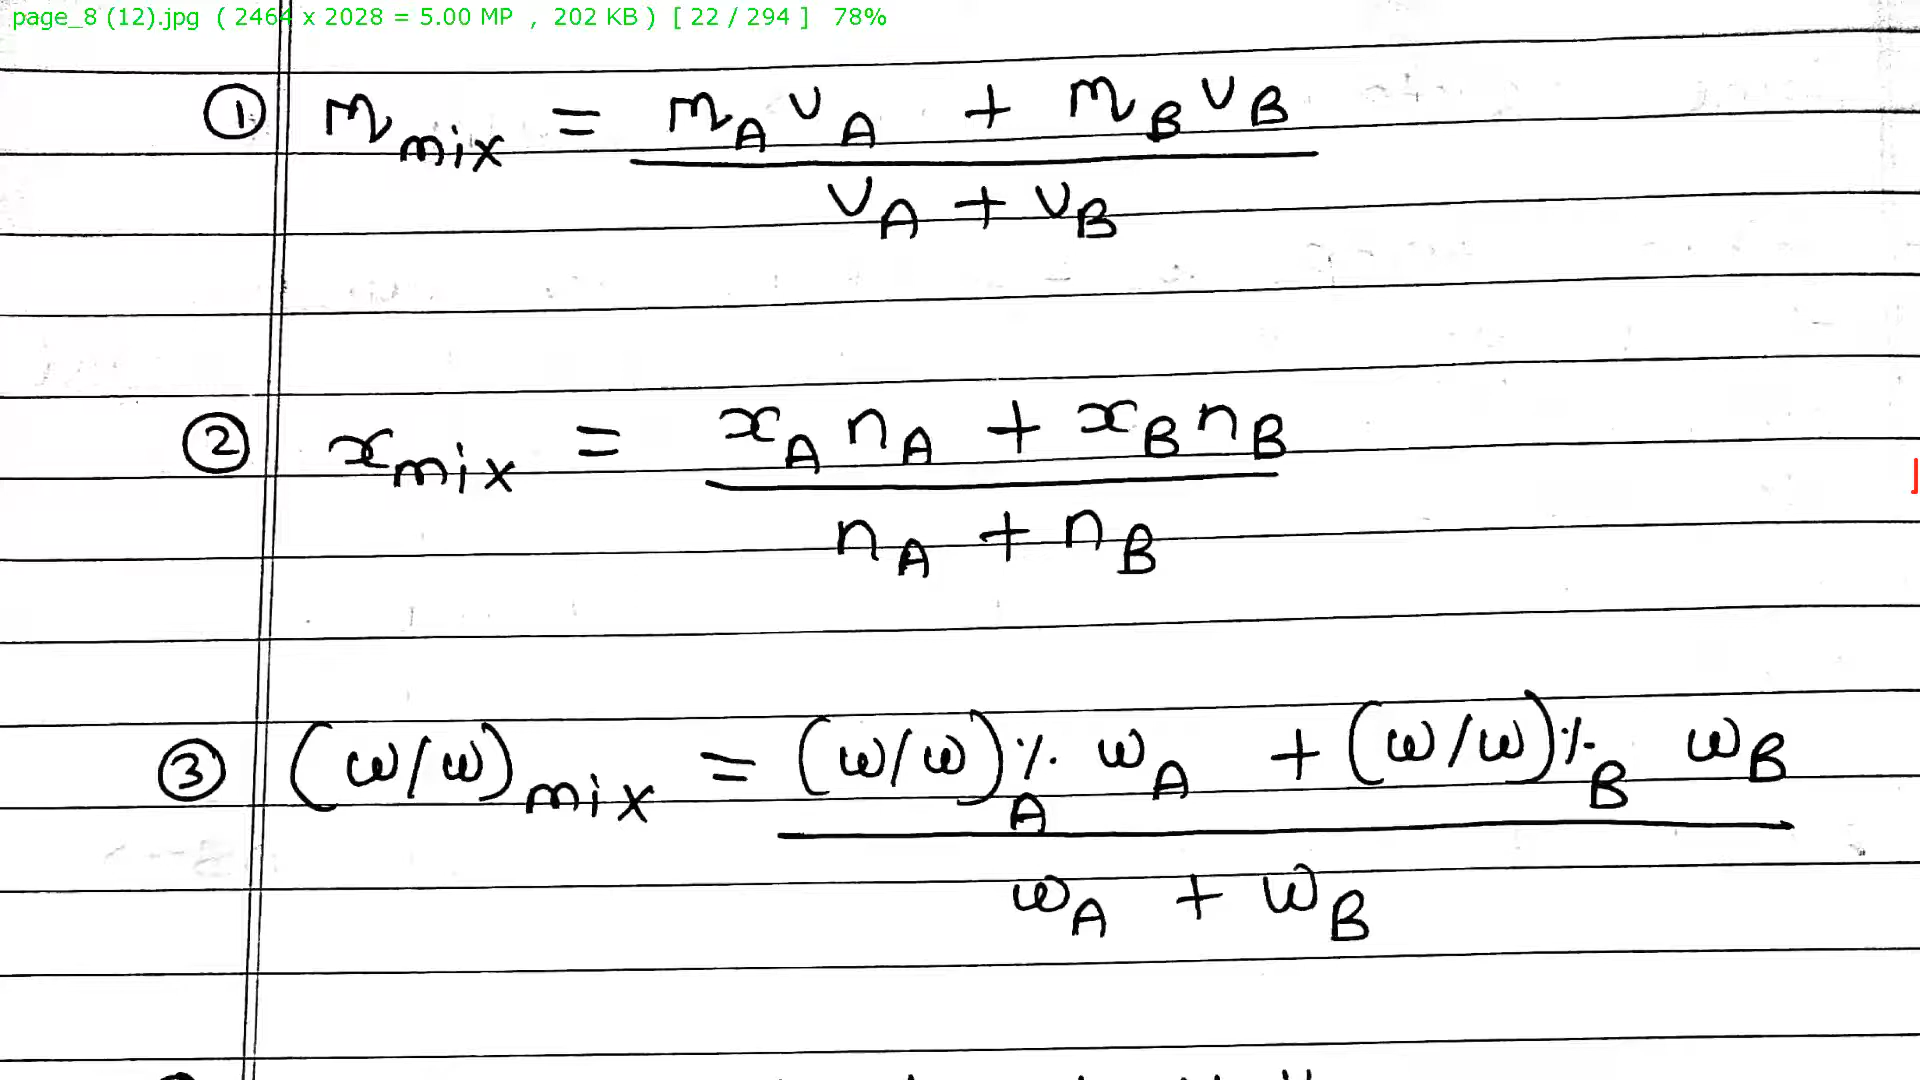 page_8 (12).jpg ( 2464 x 2028 = 5.00 MP , 202 KB ) [ 22 / 294 ] 78%
① M_mix = (M_A V_A + M_B V_B) / (V_A + V_B)
② x_mix = (x_A n_A + x_B n_B) / (n_A + n_B)
③ (w/w)_mix = ((w/w)%_A w_A + (w/w)%_B w_B) / (w_A + w_B)